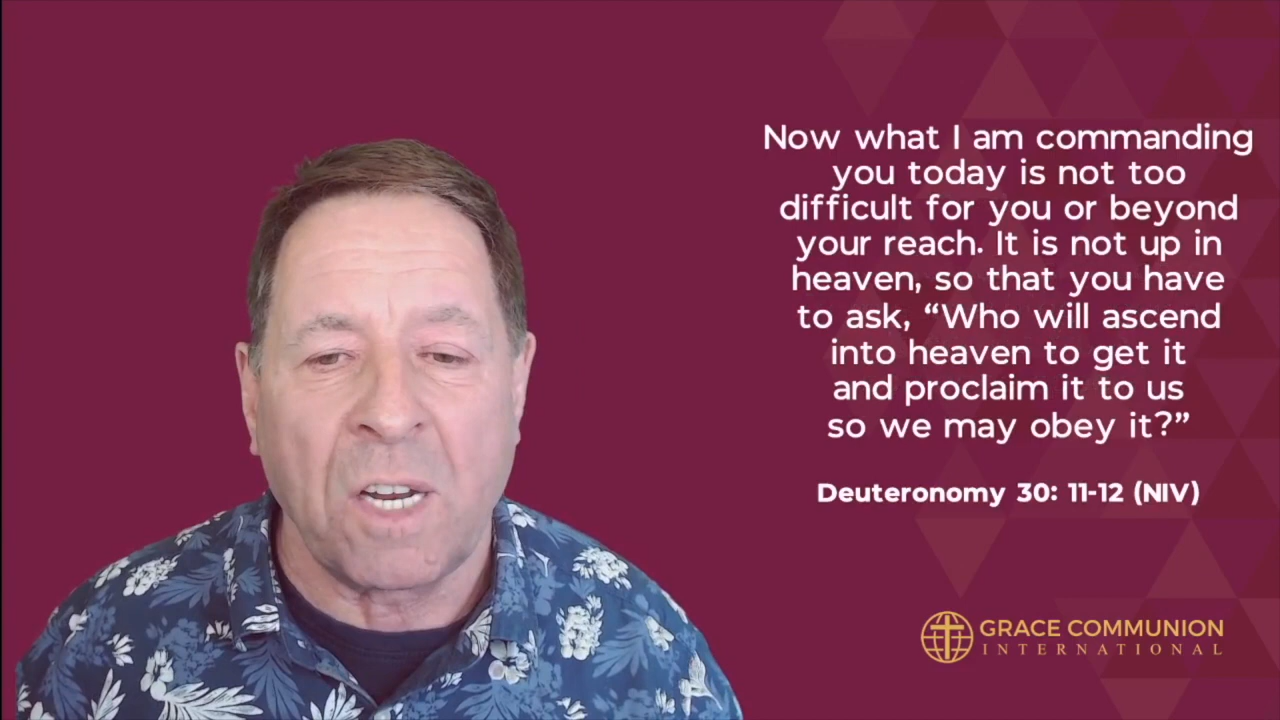 Now what I am commanding
you today is not too
difficult for you or beyond
your reach. It is not up in
heaven, so that you have
to ask, “Who will ascend
into heaven to get it
and proclaim it to us
so we may obey it?”
Deuteronomy 30: 11-12 (NIV)
GRACE COMMUNION
INTERNATIONAL